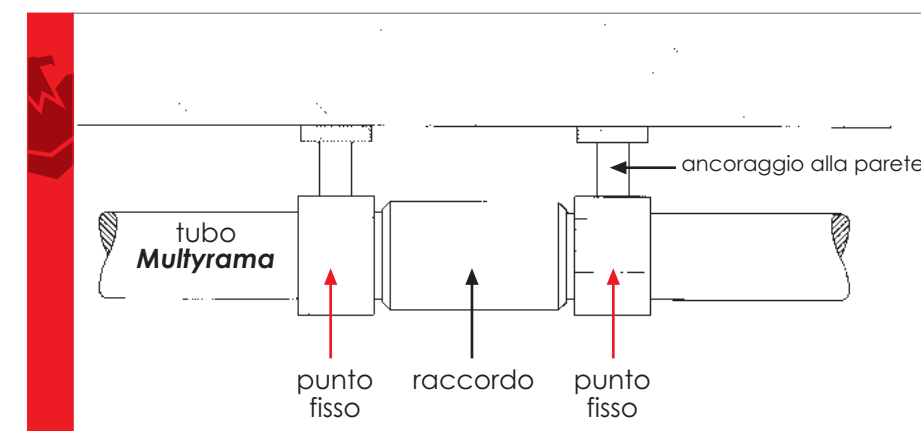 ancoraggio alla parete
tubo
Multyrama
punto
fisso
raccordo
punto
fisso